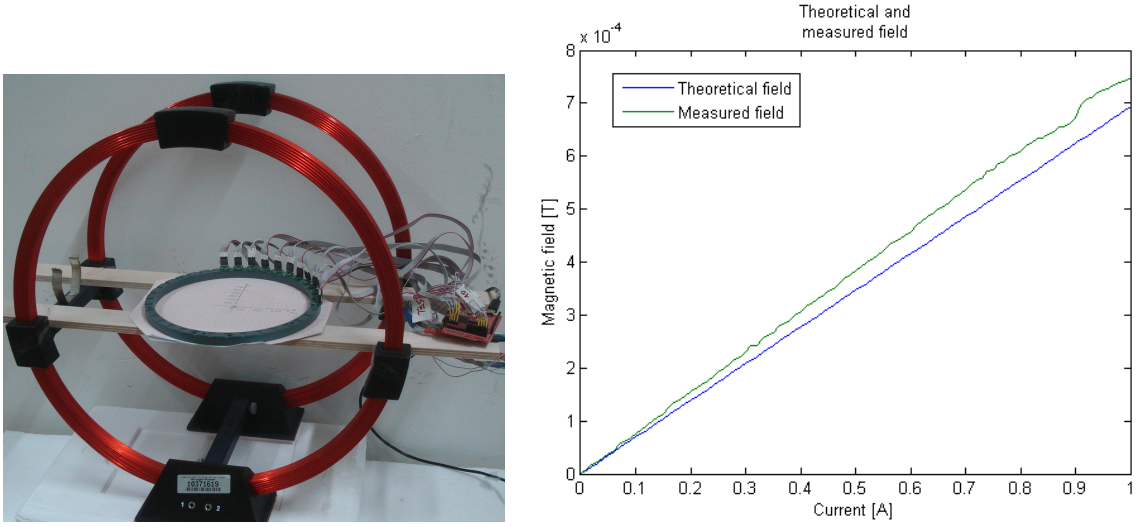 10371619
1
2
Theoretical and
measured field
x 10⁻⁴
Theoretical field
Measured field
8
7
6
5
4
3
2
1
0
Magnetic field [T]
0 0.1 0.2 0.3 0.4 0.5 0.6 0.7 0.8 0.9 1
Current [A]